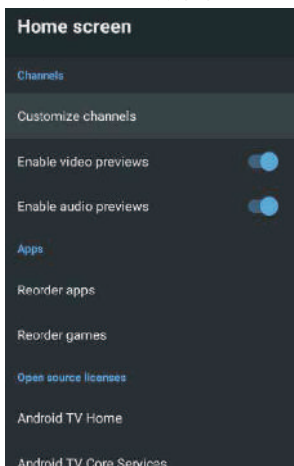 Home screen
Channels
Customize channels
Enable video previews
Enable audio previews
Apps
Reorder apps
Reorder games
Open source licenses
Android TV Home
Android TV Core Services